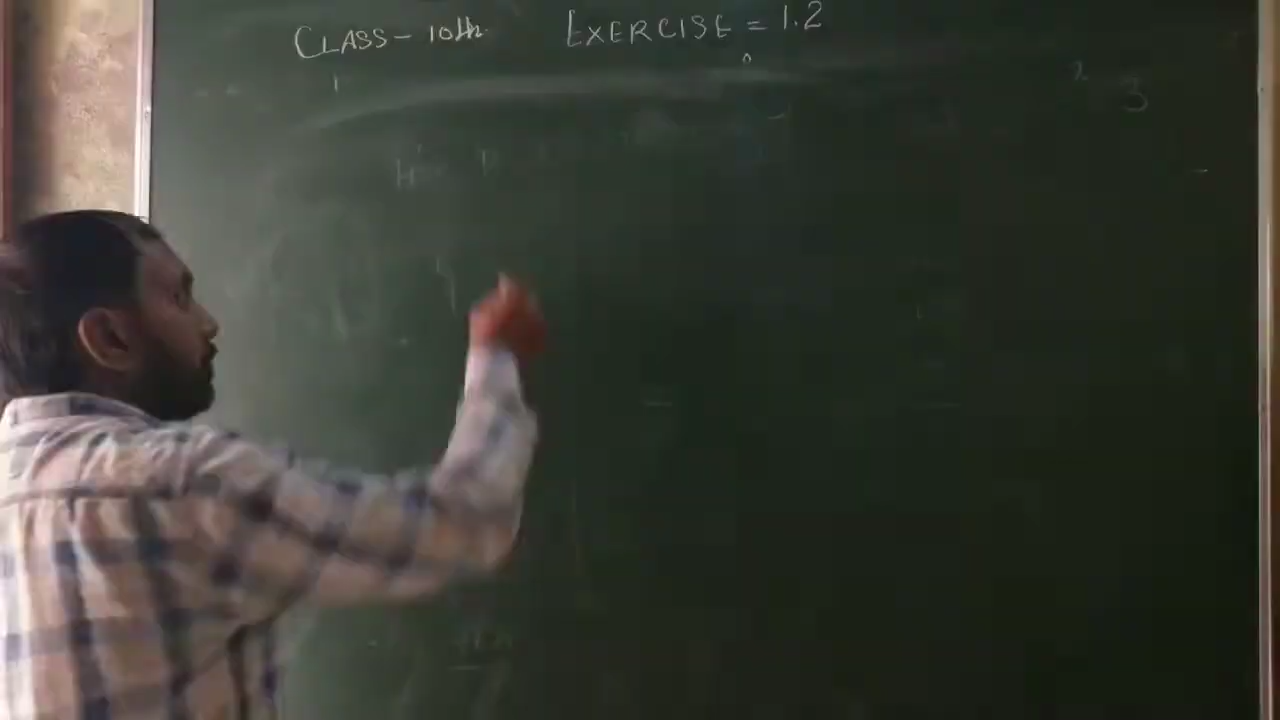 CLASS - 10th EXERCISE = 1.2